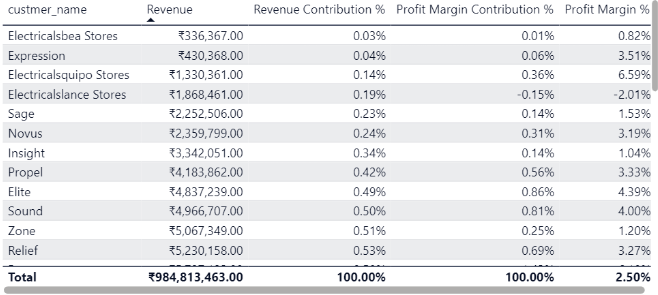 custmer_name Revenue Revenue Contribution % Profit Margin Contribution % Profit Margin %
Electricalsbea Stores ₹336,367.00 0.03% 0.01% 0.82%
Expression ₹430,368.00 0.04% 0.06% 3.51%
Electricalsquipo Stores ₹1,330,361.00 0.14% 0.36% 6.59%
Electricalslance Stores ₹1,868,461.00 0.19% -0.15% -2.01%
Sage ₹2,252,506.00 0.23% 0.14% 1.53%
Novus ₹2,359,799.00 0.24% 0.31% 3.19%
Insight ₹3,342,051.00 0.34% 0.14% 1.04%
Propel ₹4,183,862.00 0.42% 0.56% 3.33%
Elite ₹4,837,239.00 0.49% 0.86% 4.39%
Sound ₹4,966,707.00 0.50% 0.81% 4.00%
Zone ₹5,067,349.00 0.51% 0.25% 1.20%
Relief ₹5,230,158.00 0.53% 0.69% 3.27%
Total ₹984,813,463.00 100.00% 100.00% 2.50%